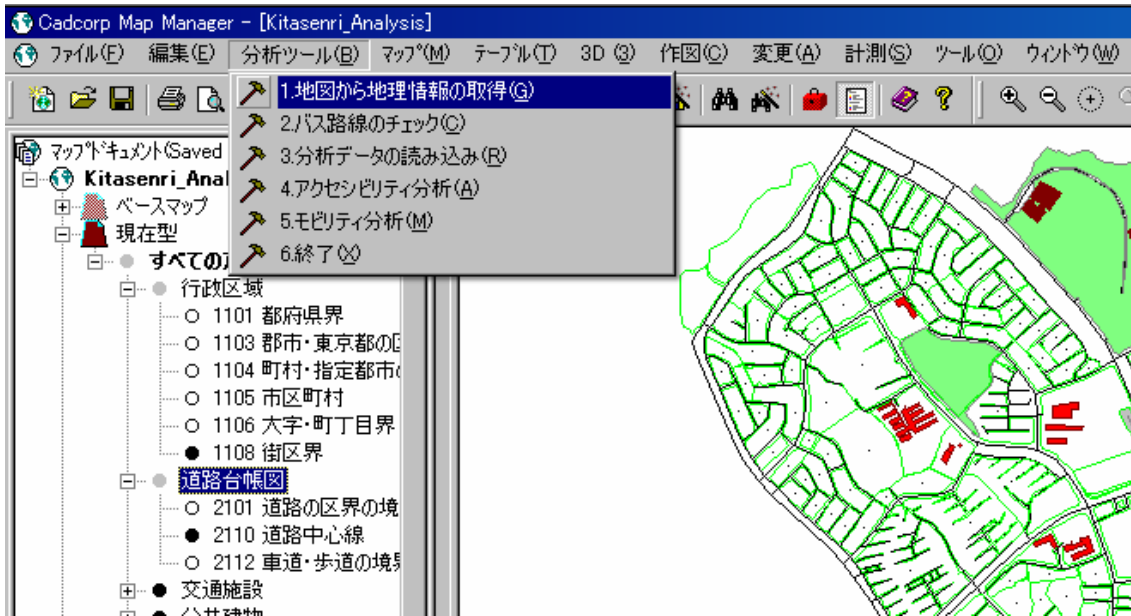 Cadcorp Map Manager - [Kitasenri_Analysis]
ファイル(F) 編集(E) 分析ツール(B) マップ(M) テーブル(T) 3D (3) 作図(C) 変更(A) 計測(S) ツール(O) ウィンドウ(W)
1.地図から地理情報の取得(G)
2.バス路線のチェック(C)
3.分析データの読み込み(R)
4.アクセシビリティ分析(A)
5.モビリティ分析(M)
6.終了(X)
マップドキュメント(Saved
Kitasenri_Anal
ベースマップ
現在型
すべての
行政区域
1101 都府県界
1103 郡市・東京都の区
1104 町村・指定都市の
1105 市区町村
1106 大字・町丁目界
1108 街区界
道路台帳図
2101 道路の区界の境
2110 道路中心線
2112 車道・歩道の境界
交通施設
公共建物